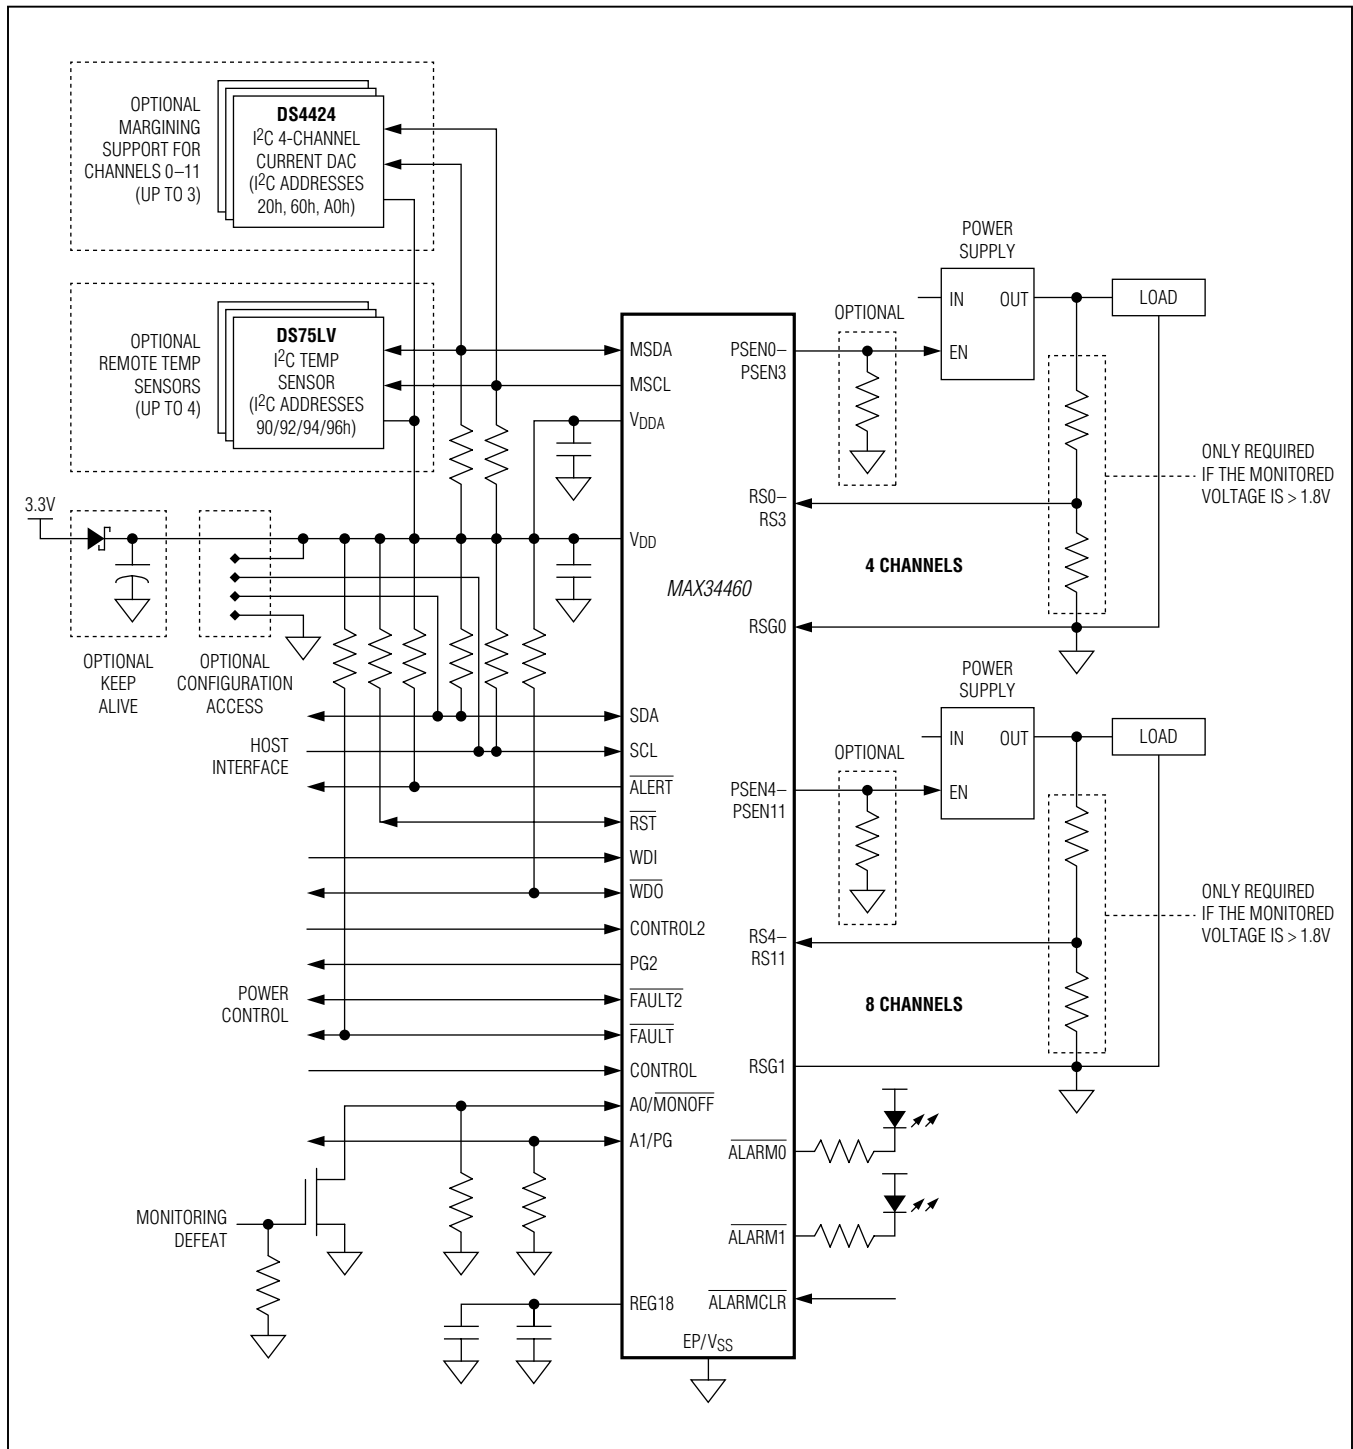 OPTIONAL
MARGINING
SUPPORT FOR
CHANNELS 0–11
(UP TO 3)
DS4424
I²C 4-CHANNEL
CURRENT DAC
(I²C ADDRESSES
20h, 60h, A0h)
OPTIONAL
REMOTE TEMP
SENSORS
(UP TO 4)
DS75LV
I²C TEMP
SENSOR
(I²C ADDRESSES
90/92/94/96h)
3.3V
OPTIONAL
KEEP
ALIVE
OPTIONAL
CONFIGURATION
ACCESS
HOST
INTERFACE
POWER
CONTROL
MONITORING
DEFEAT
MSDA
MSCL
VDDA
VDD
MAX34460
SDA
SCL
ALERT
RST
WDI
WDO
CONTROL2
PG2
FAULT2
FAULT
CONTROL
A0/MONOFF
A1/PG
REG18
EP/VSS
PSEN0–
PSEN3
RS0–
RS3
RSG0
PSEN4–
PSEN11
RS4–
RS11
RSG1
ALARM0
ALARM1
ALARMCLR
OPTIONAL
POWER
SUPPLY
IN
OUT
EN
LOAD
ONLY REQUIRED
IF THE MONITORED
VOLTAGE IS > 1.8V
4 CHANNELS
OPTIONAL
POWER
SUPPLY
IN
OUT
EN
LOAD
ONLY REQUIRED
IF THE MONITORED
VOLTAGE IS > 1.8V
8 CHANNELS